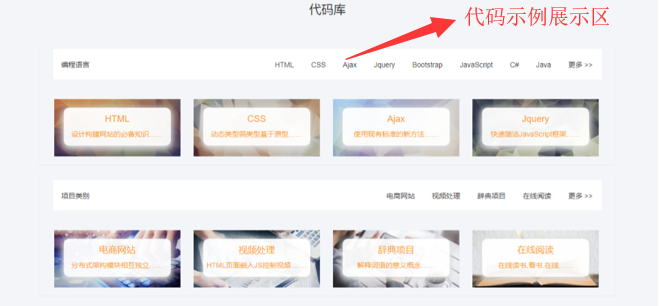 代码库
代码示例展示区
编程语言 HTML CSS Ajax Jquery Bootstrap JavaScript C# Java 更多 >>
HTML CSS Ajax Jquery
设计构建网站的必备知识…… 动态类型弱类型基于原型…… 使用现有标准的新方法…… 快速简洁JavaScript框架……
项目类别 电商网站 视频处理 辞典项目 在线阅读 更多 >>
电商网站 视频处理 辞典项目 在线阅读
分布式架构模块相互独立…… HTML页面嵌入JS控制视频…… 解释词语的意义概念…… 在线读书,看书,在线……